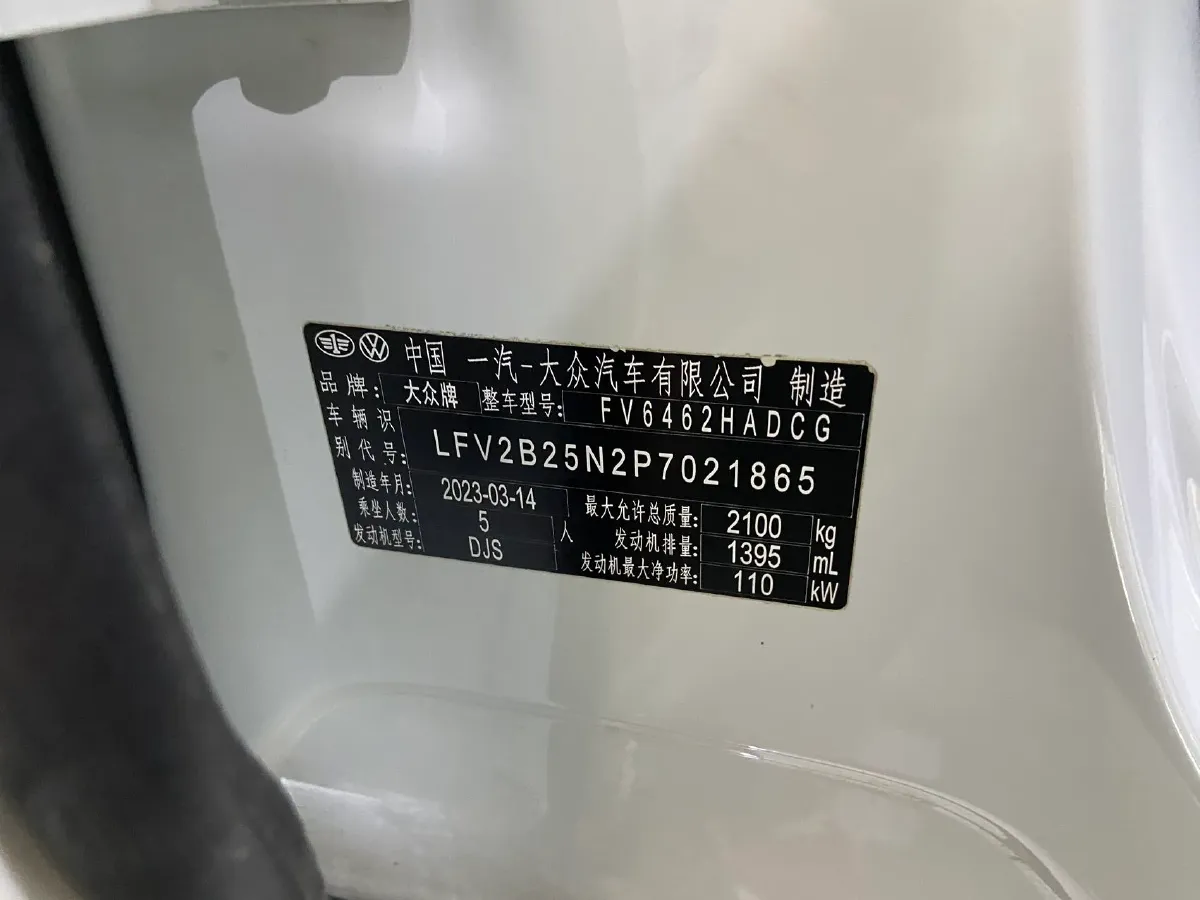 中国 一汽-大众汽车有限公司 制造
品牌: 大众牌 整车型号: FV6462HADCG
车辆识别代号: LFV2B25N2P7021865
制造年月: 2023-03-14 最大允许总质量: 2100 kg
乘坐人数: 5 人 发动机排量: 1395 mL
发动机型号: DJS 发动机最大净功率: 110 kW